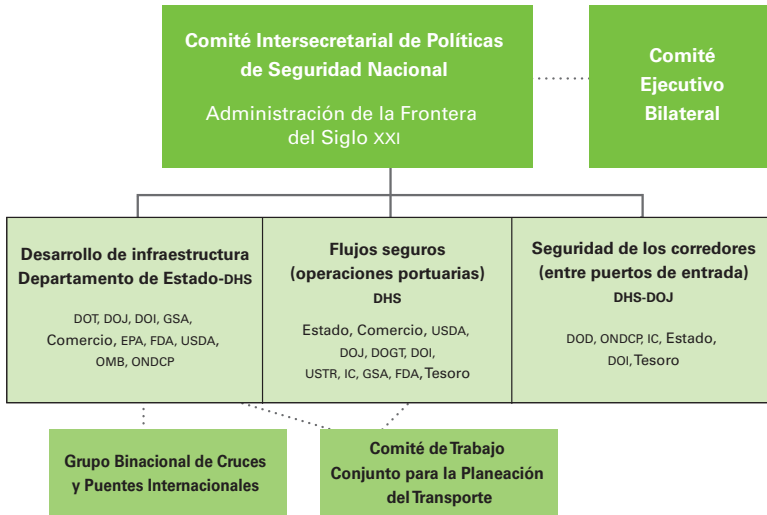 Comité Intersecretarial de Políticas
de Seguridad Nacional
Administración de la Frontera
del Siglo XXI
Comité
Ejecutivo
Bilateral
Desarrollo de infraestructura
Departamento de Estado-DHS
DOT, DOJ, DOI, GSA,
Comercio, EPA, FDA, USDA,
OMB, ONDCP
Flujos seguros
(operaciones portuarias)
DHS
Estado, Comercio, USDA,
DOJ, DOGT, DOI,
USTR, IC, GSA, FDA, Tesoro
Seguridad de los corredores
(entre puertos de entrada)
DHS-DOJ
DOD, ONDCP, IC, Estado,
DOI, Tesoro
Grupo Binacional de Cruces
y Puentes Internacionales
Comité de Trabajo
Conjunto para la Planeación
del Transporte